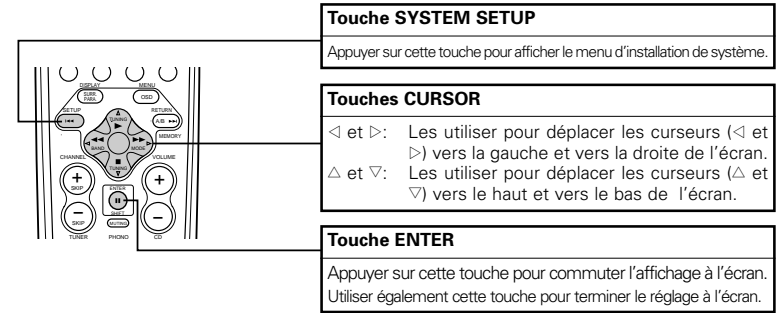 Touche SYSTEM SETUP
Appuyer sur cette touche pour afficher le menu d'installation de système.
Touches CURSOR
◁ et ▷: Les utiliser pour déplacer les curseurs (◁ et
▷) vers la gauche et vers la droite de l'écran.
△ et ▽: Les utiliser pour déplacer les curseurs (△ et
▽) vers le haut et vers le bas de l'écran.
Touche ENTER
Appuyer sur cette touche pour commuter l'affichage à l'écran.
Utiliser également cette touche pour terminer le réglage à l'écran.
DISPLAY MENU
SURR. PARA. OSD
SETUP TUNING RETURN
A/B
MEMORY
BAND MODE
TUNING
CHANNEL VOLUME
+ +
SKIP
ENTER
SHIFT
− −
SKIP
MUTING
TUNER PHONO CD